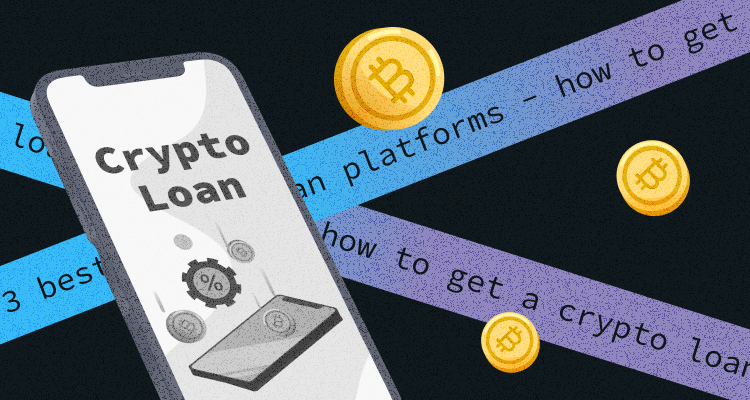 Crypto
Loan
3 best
an platforms – how to get
lo
how to get a crypto loan
%